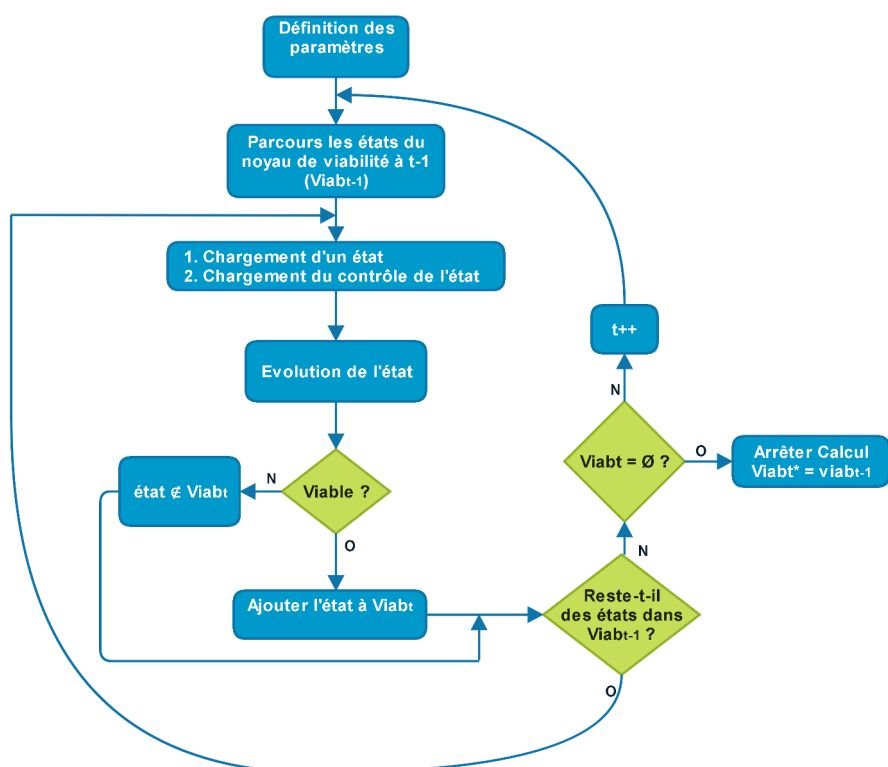 Définition des
paramètres
Parcours les états du
noyau de viabilité à t-1
(Viabt-1)
1. Chargement d'un état
2. Chargement du contrôle de l'état
t++
Evolution de l'état
N
Viabt = Ø ?
O
Arrêter Calcul
Viabt* = viabt-1
état ∉ Viabt
N
Viable ?
O
N
Ajouter l'état à Viabt
Reste-t-il
des états dans
Viabt-1 ?
O